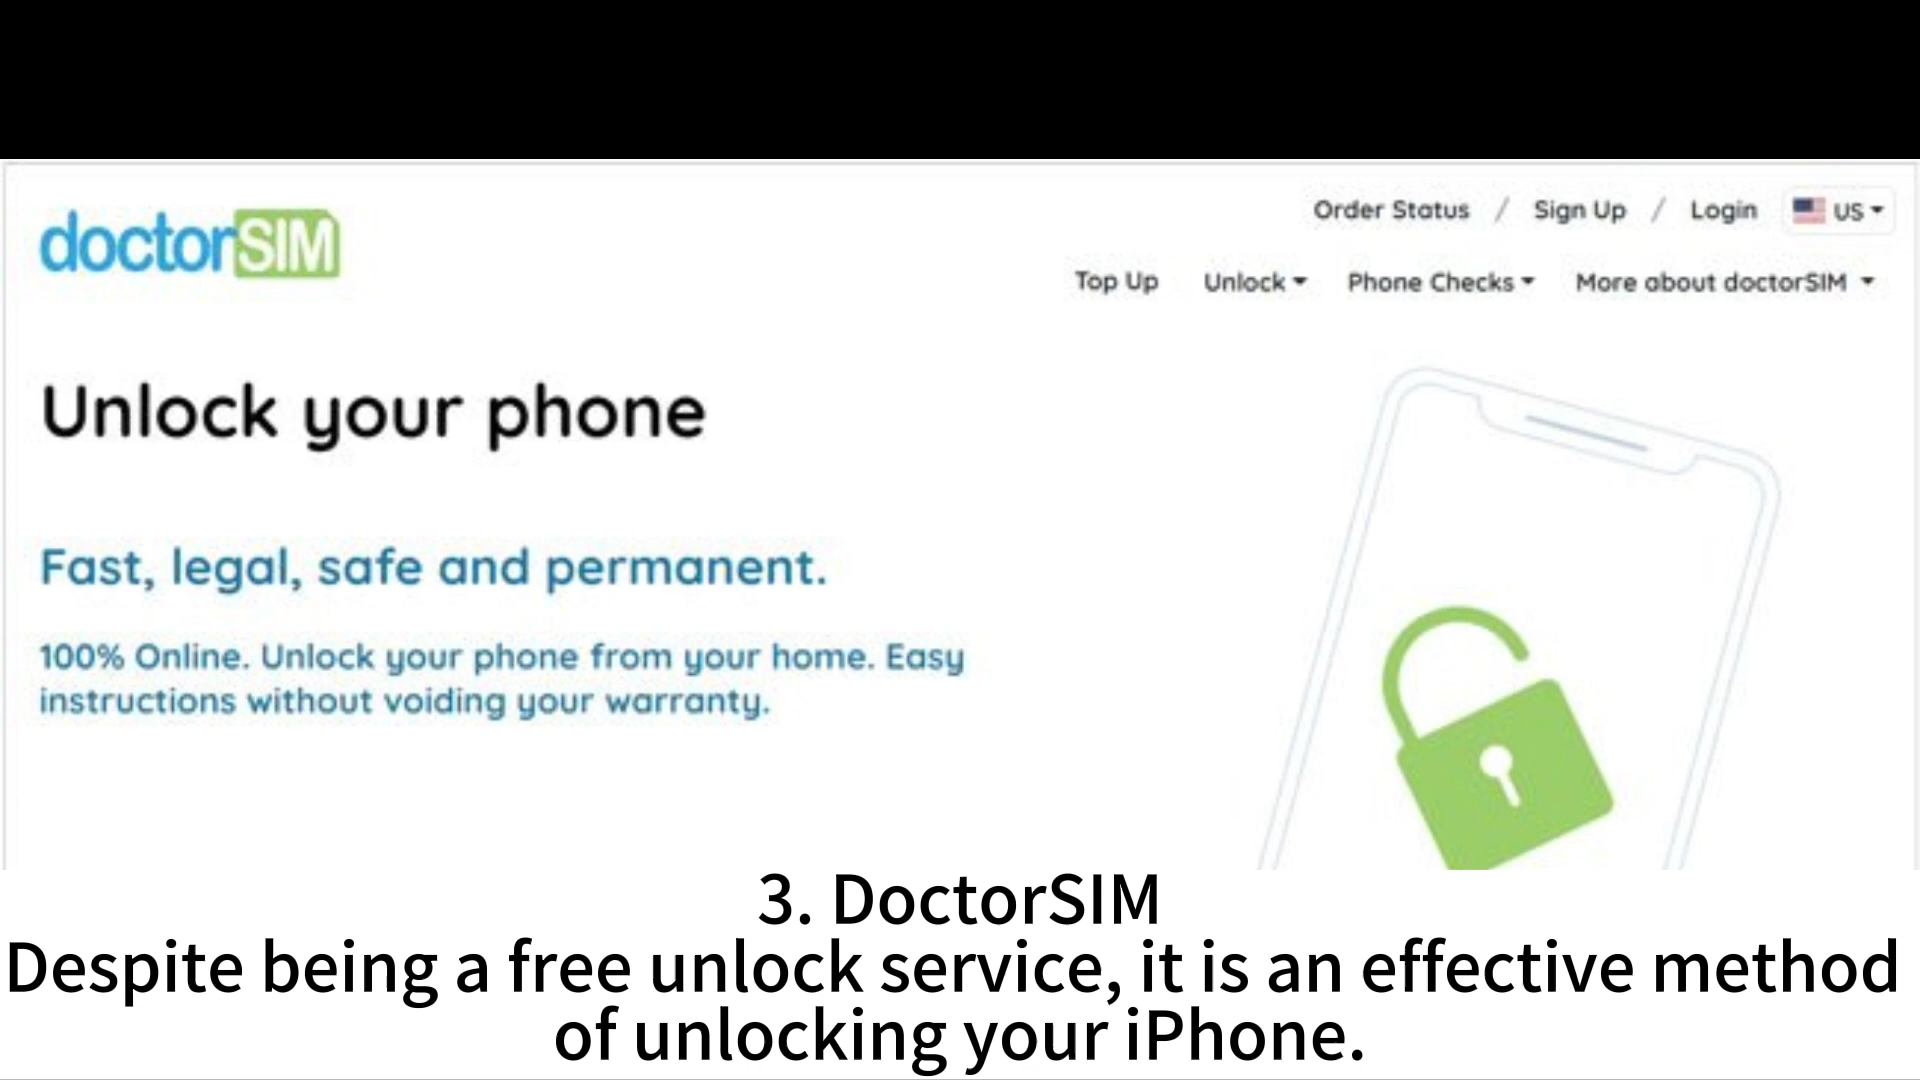 doctorSIM
Order Status / Sign Up / Login US
Top Up Unlock Phone Checks More about doctorSIM
Unlock your phone
Fast, legal, safe and permanent.
100% Online. Unlock your phone from your home. Easy
instructions without voiding your warranty.
3. DoctorSIM
Despite being a free unlock service, it is an effective method
of unlocking your iPhone.